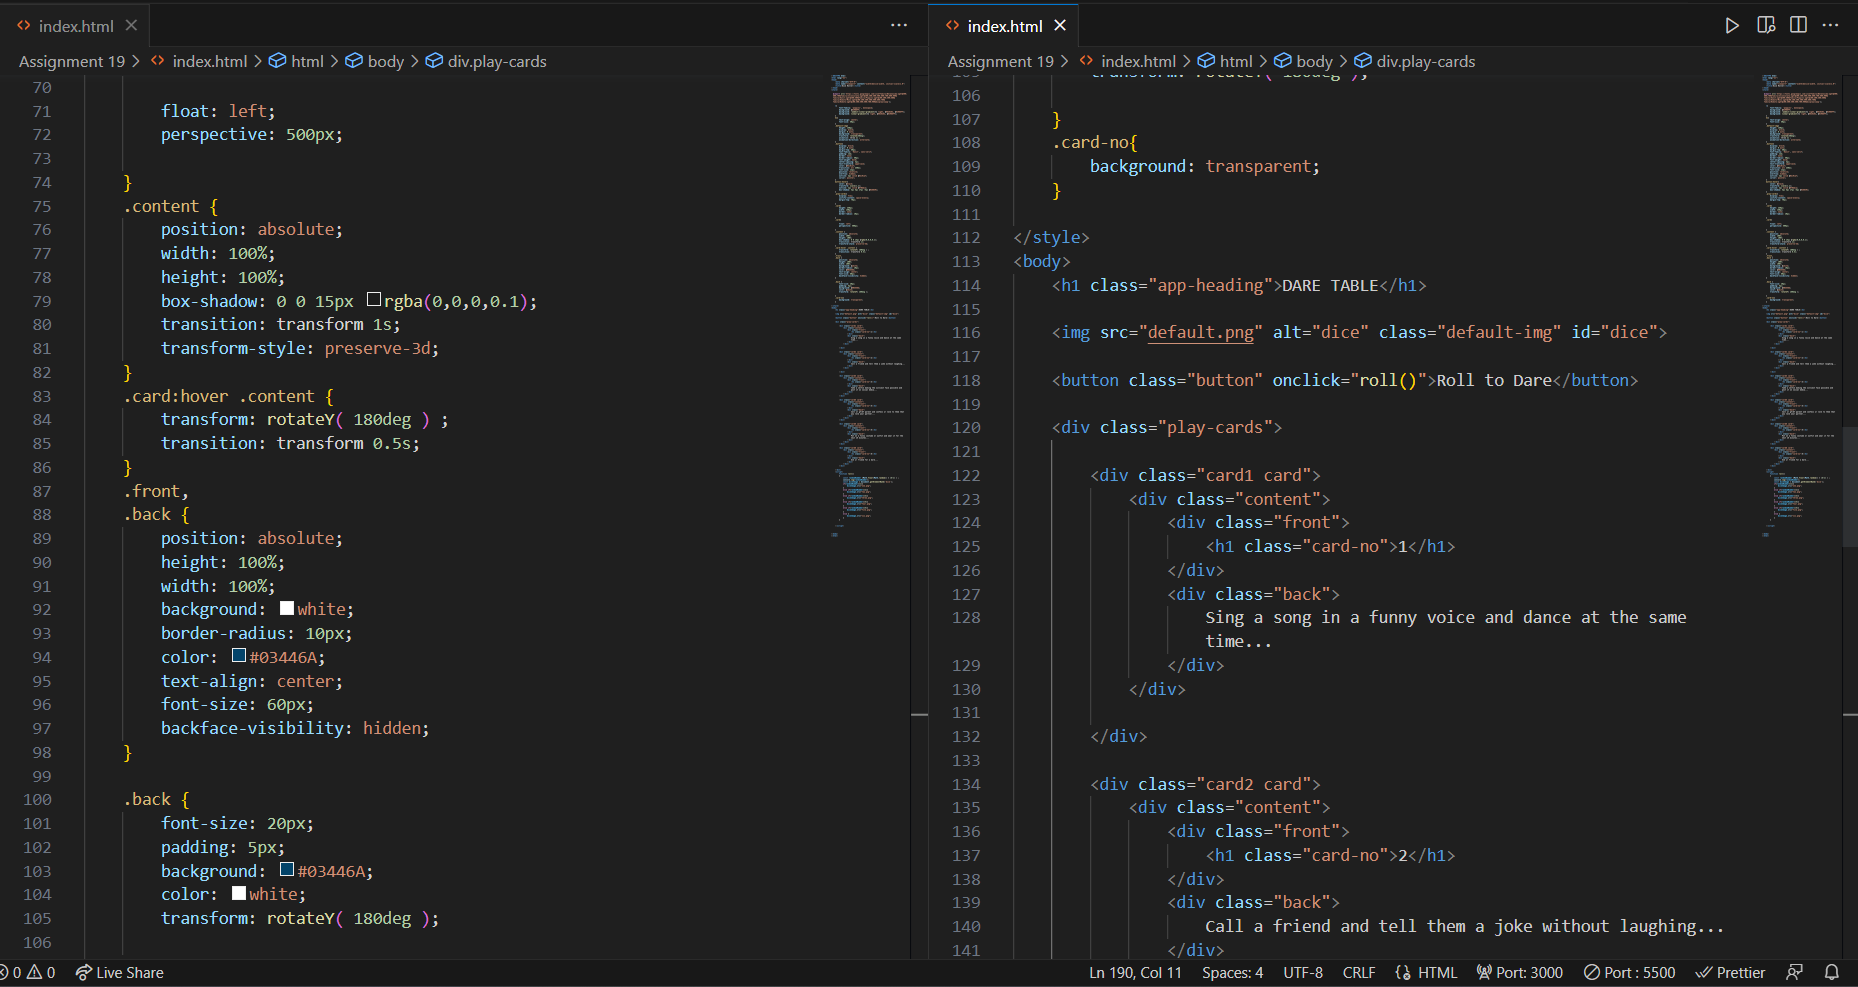 index.html
Assignment 19 > index.html > html > body > div.play-cards
70
71 float: left;
72 perspective: 500px;
73
74 }
75 .content {
76 position: absolute;
77 width: 100%;
78 height: 100%;
79 box-shadow: 0 0 15px rgba(0,0,0,0.1);
80 transition: transform 1s;
81 transform-style: preserve-3d;
82 }
83 .card:hover .content {
84 transform: rotateY( 180deg ) ;
85 transition: transform 0.5s;
86 }
87 .front,
88 .back {
89 position: absolute;
90 height: 100%;
91 width: 100%;
92 background: white;
93 border-radius: 10px;
94 color: #03446A;
95 text-align: center;
96 font-size: 60px;
97 backface-visibility: hidden;
98 }
99
100 .back {
101 font-size: 20px;
102 padding: 5px;
103 background: #03446A;
104 color: white;
105 transform: rotateY( 180deg );
106
index.html
Assignment 19 > index.html > html > body > div.play-cards
105 transform: rotateY( 180deg );
106
107 }
108 .card-no{
109 background: transparent;
110 }
111
112 </style>
113 <body>
114 <h1 class="app-heading">DARE TABLE</h1>
115
116 <img src="default.png" alt="dice" class="default-img" id="dice">
117
118 <button class="button" onclick="roll()">Roll to Dare</button>
119
120 <div class="play-cards">
121
122 <div class="card1 card">
123 <div class="content">
124 <div class="front">
125 <h1 class="card-no">1</h1>
126 </div>
127 <div class="back">
128 Sing a song in a funny voice and dance at the same
time...
129 </div>
130 </div>
131
132 </div>
133
134 <div class="card2 card">
135 <div class="content">
136 <div class="front">
137 <h1 class="card-no">2</h1>
138 </div>
139 <div class="back">
140 Call a friend and tell them a joke without laughing...
141 </div>
0 0 Live Share Ln 190, Col 11 Spaces: 4 UTF-8 CRLF HTML Port: 3000 Port : 5500 Prettier